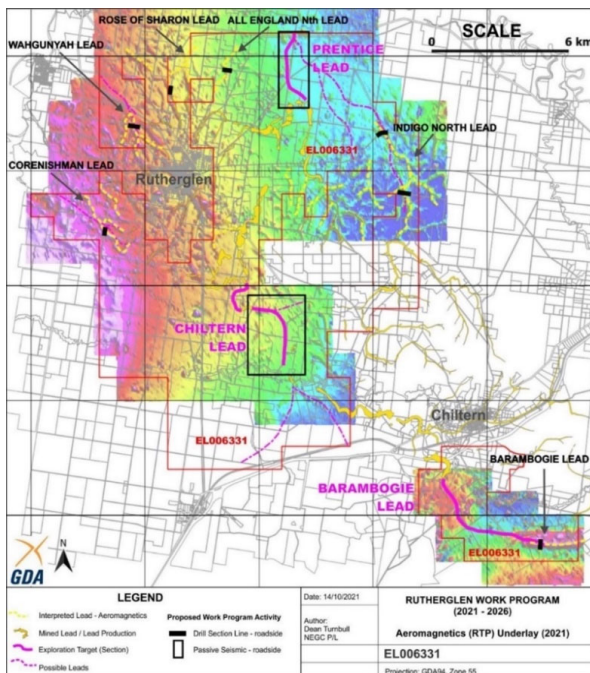 ROSE OF SHARON LEAD
ALL ENGLAND Nth LEAD
WAHGUNYAH LEAD
PRENTICE
LEAD
SCALE
0 6 km
INDIGO NORTH LEAD
EL006331
CORENISHMAN LEAD
Rutherglen
CHILTERN
LEAD
Chiltern
EL006331
BARAMBOGIE LEAD
BARAMBOGIE
LEAD
EL006331
N
GDA
LEGEND
Interpreted Lead - Aeromagnetics
Mined Lead / Lead Production
Exploration Target (Section)
Possible Leads
Proposed Work Program Activity
Drill Section Line - roadside
Passive Seismic - roadside
Date: 14/10/2021
Author:
Dean Turnbull
NEGC P/L
RUTHERGLEN WORK PROGRAM
(2021 - 2026)
Aeromagnetics (RTP) Underlay (2021)
EL006331
Projection: GDA94, Zone 55